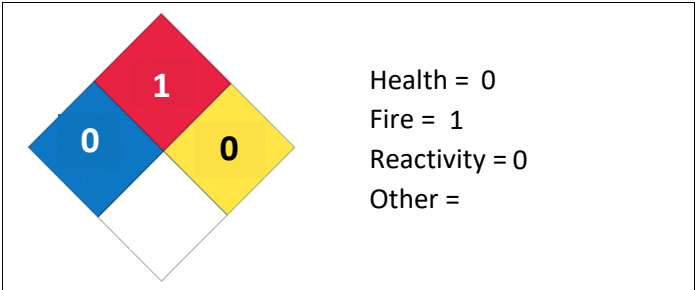 1
0
0
Health = 0
Fire = 1
Reactivity = 0
Other =